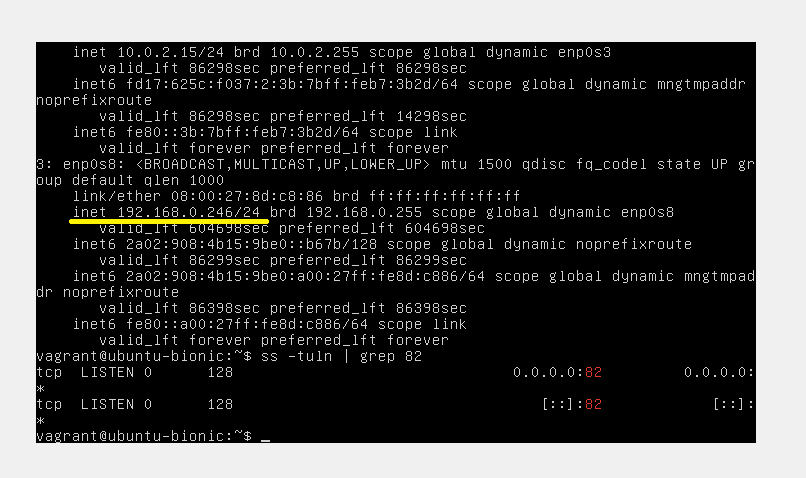 inet 10.0.2.15/24 brd 10.0.2.255 scope global dynamic enp0s3
valid_lft 86298sec preferred_lft 86298sec
inet6 fd17:625c:f037:2:3b:7bff:feb7:3b2d/64 scope global dynamic mngtmpaddr
noprefixroute
valid_lft 86298sec preferred_lft 14298sec
inet6 fe80::3b:7bff:feb7:3b2d/64 scope link
valid_lft forever preferred_lft forever
3: enp0s8: <BROADCAST,MULTICAST,UP,LOWER_UP> mtu 1500 qdisc fq_codel state UP gr
oup default qlen 1000
link/ether 08:00:27:8d:c8:86 brd ff:ff:ff:ff:ff:ff
inet 192.168.0.246/24 brd 192.168.0.255 scope global dynamic enp0s8
valid_lft 604698sec preferred_lft 604698sec
inet6 2a02:908:4b15:9be0::b67b/128 scope global dynamic noprefixroute
valid_lft 86299sec preferred_lft 86299sec
inet6 2a02:908:4b15:9be0:a00:27ff:fe8d:c886/64 scope global dynamic mngtmpad
dr noprefixroute
valid_lft 86398sec preferred_lft 86398sec
inet6 fe80::a00:27ff:fe8d:c886/64 scope link
valid_lft forever preferred_lft forever
vagrant@ubuntu-bionic:~$ ss -tuln | grep 82
tcp LISTEN 0 128 0.0.0.0:82 0.0.0.0:
*
tcp LISTEN 0 128 [::]:82 [::]:
*
vagrant@ubuntu-bionic:~$ _